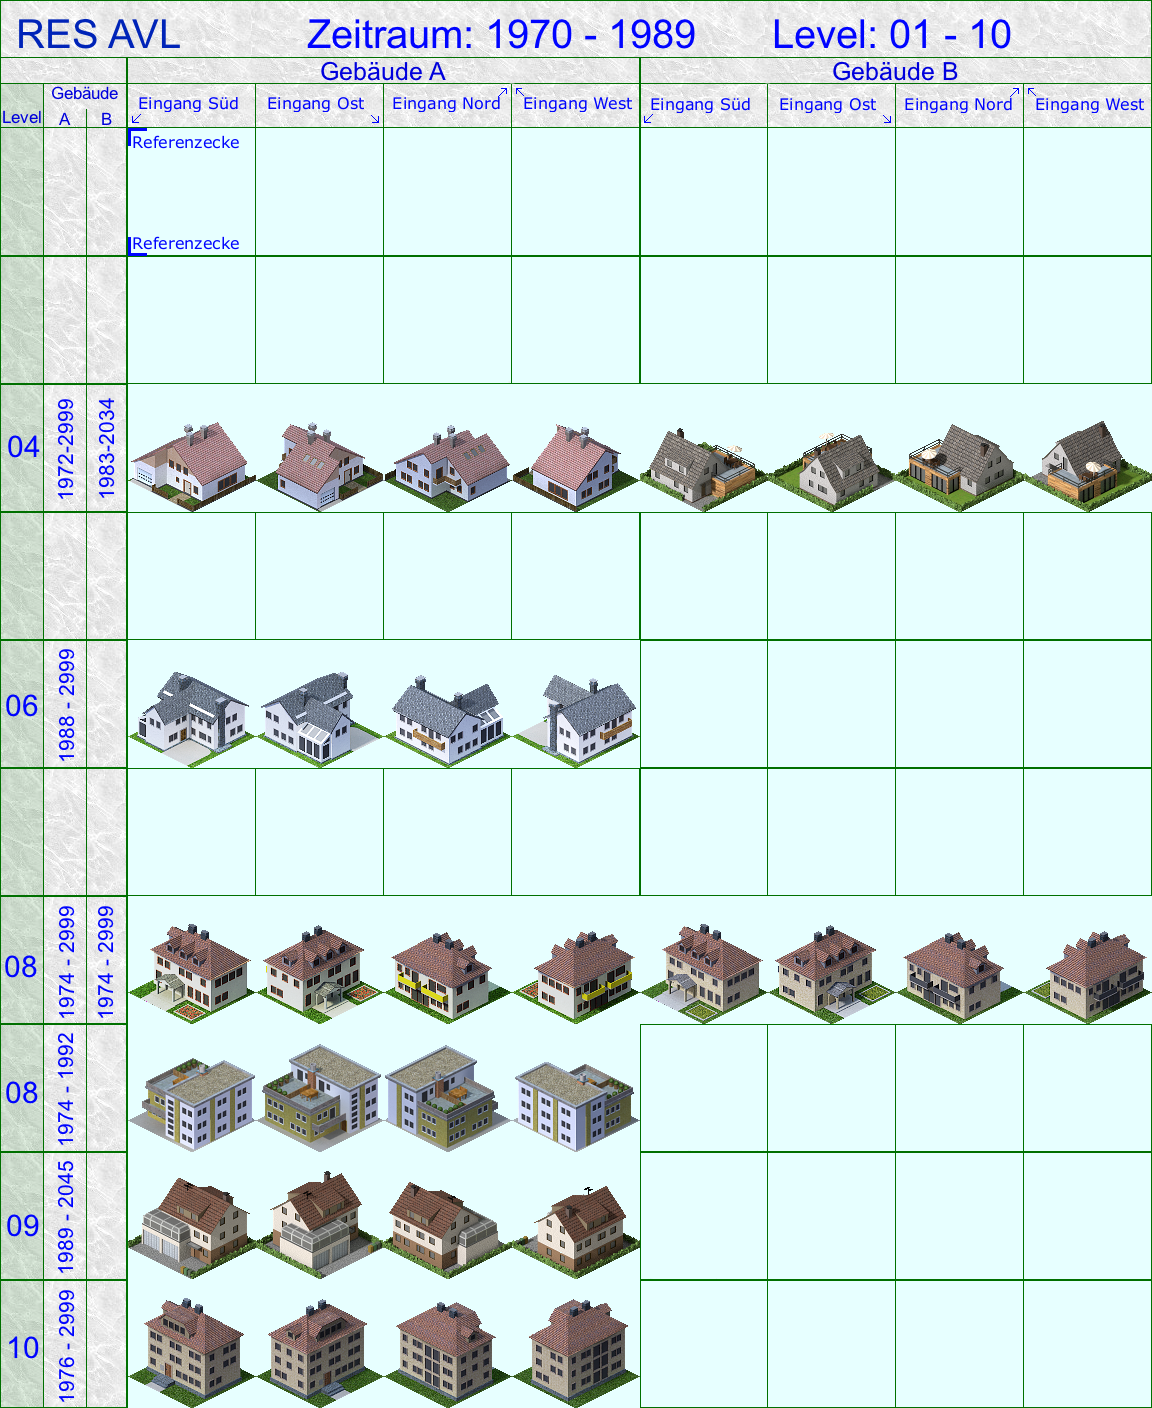 RES AVL Zeitraum: 1970 - 1989 Level: 01 - 10
Gebäude A Gebäude B
Level Gebäude A B Eingang Süd Eingang Ost Eingang Nord Eingang West Eingang Süd Eingang Ost Eingang Nord Eingang West
Referenzecke
Referenzecke
04 1972-2999 1983-2034
06 1988 - 2999
08 1974 - 2999 1974 - 2999
08 1974 - 1992
09 1989 - 2045
10 1976 - 2999